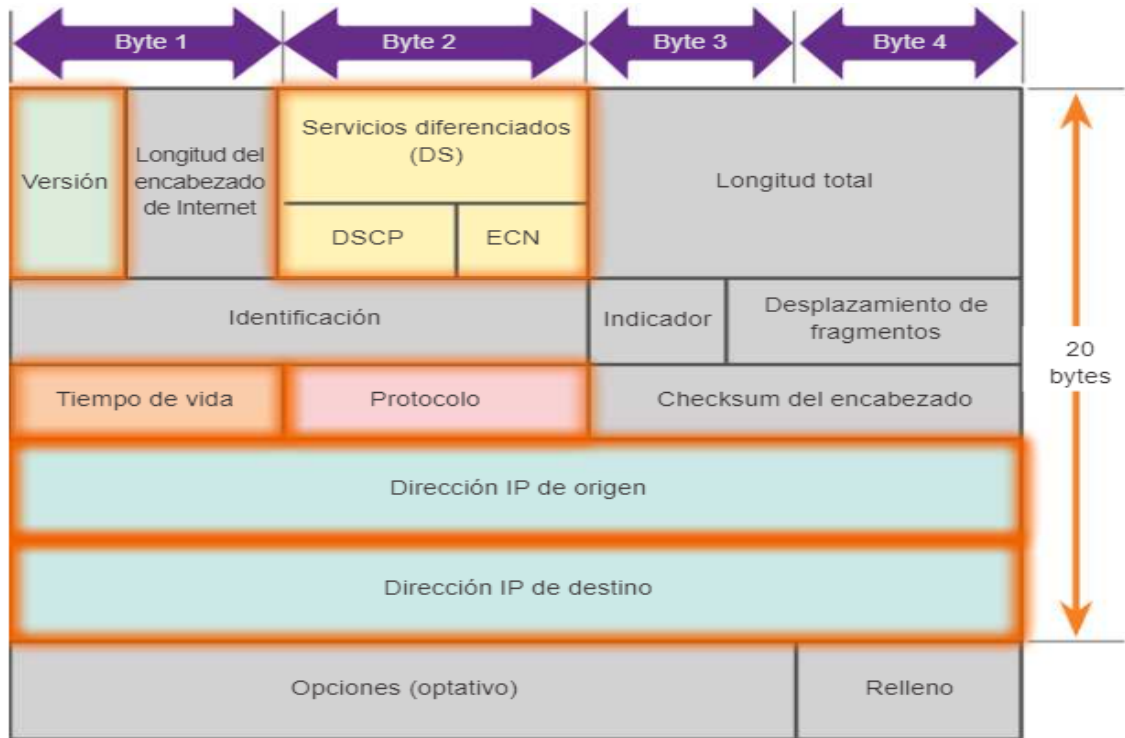 Byte 1
Byte 2
Byte 3
Byte 4
Versión
Longitud del
encabezado
de Internet
Servicios diferenciados
(DS)
DSCP
ECN
Longitud total
Identificación
Indicador
Desplazamiento de
fragmentos
Tiempo de vida
Protocolo
Checksum del encabezado
20
bytes
Dirección IP de origen
Dirección IP de destino
Opciones (optativo)
Relleno